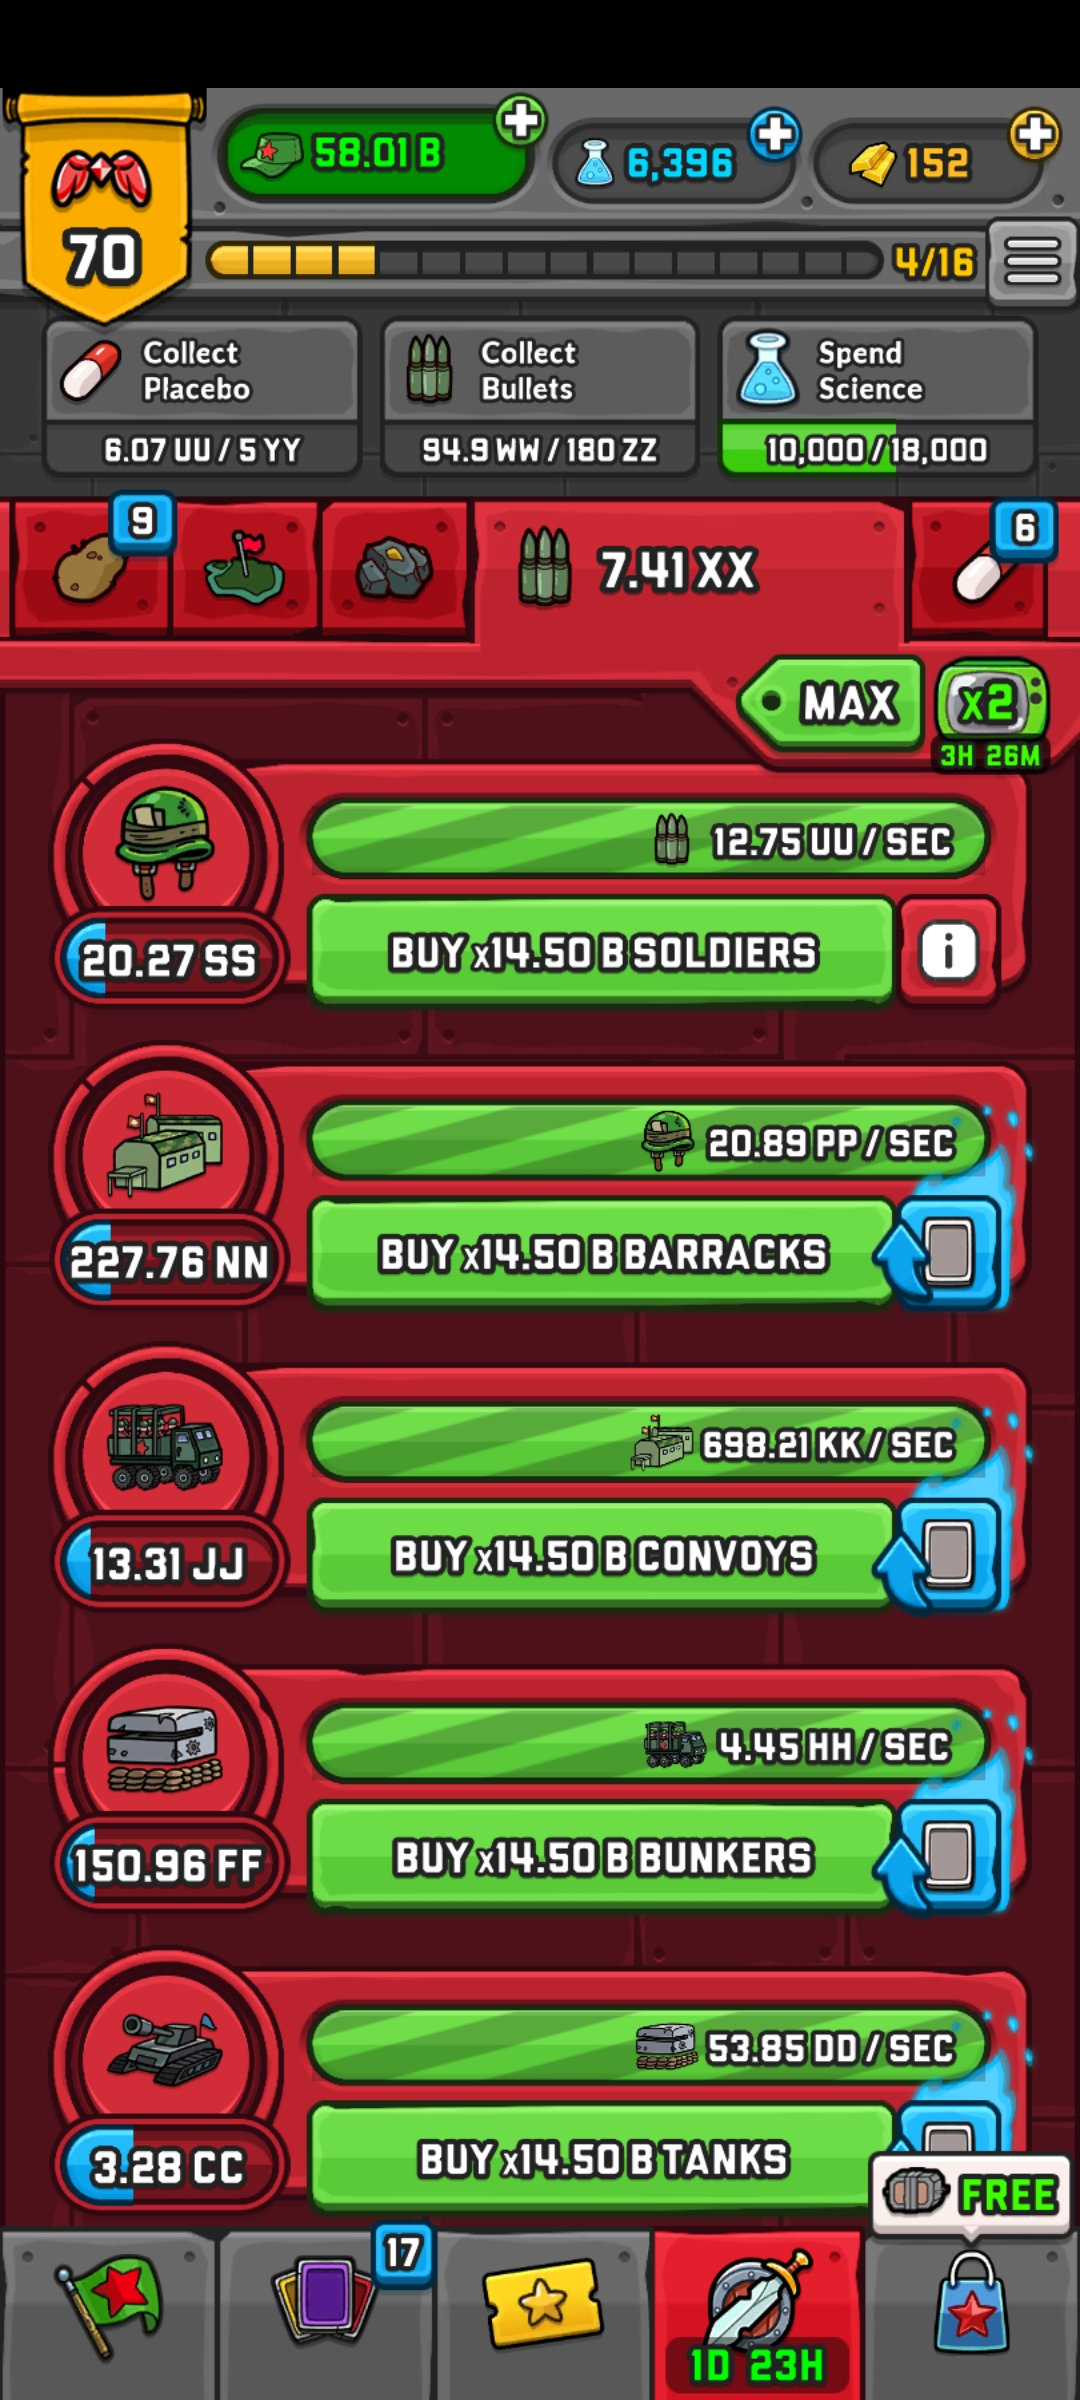 58.01 B
6,396
152
70
4/16
Collect
Placebo
6.07 UU / 5 YY
Collect
Bullets
94.9 WW / 180 ZZ
Spend
Science
10,000 / 18,000
9
7.41 XX
6
MAX
x2
3H 26M
12.75 UU / SEC
20.27 SS
BUY x14.50 B SOLDIERS
i
20.89 PP / SEC
227.76 NN
BUY x14.50 B BARRACKS
698.21 KK / SEC
13.31 JJ
BUY x14.50 B CONVOYS
4.45 HH / SEC
150.96 FF
BUY x14.50 B BUNKERS
53.85 DD / SEC
3.28 CC
BUY x14.50 B TANKS
FREE
17
1D 23H